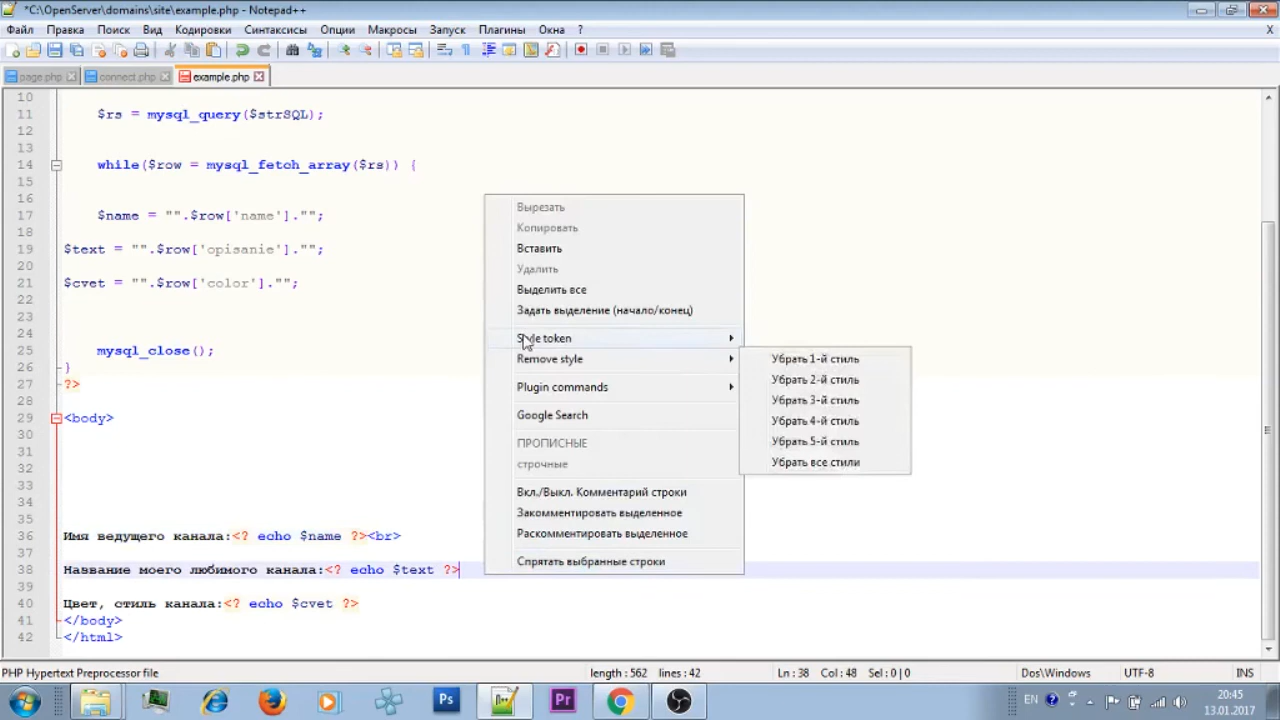 *C:\OpenServer\domains\site\example.php - Notepad++
Файл Правка Поиск Вид Кодировки Синтаксисы Опции Макросы Запуск Плагины Окна ? X
page.php connect.php example.php
10
11 $rs = mysql_query($strSQL);
12
13
14 while($row = mysql_fetch_array($rs)) {
15
16
17 $name = "".$row['name']."";
18
19 $text = "".$row['opisanie']."";
20
21 $cvet = "".$row['color']."";
22
23
24
25 mysql_close();
26 }
27 ?>
28
29 <body>
30
31
32
33
34
35
36 Имя ведущего канала:<? echo $name ?><br>
37
38 Название моего любимого канала:<? echo $text ?>
39
40 Цвет, стиль канала:<? echo $cvet ?>
41 </body>
42 </html>
Вырезать
Копировать
Вставить
Удалить
Выделить все
Задать выделение (начало/конец)
Style token
Remove style
Plugin commands
Google Search
ПРОПИСНЫЕ
строчные
Вкл./Выкл. Комментарий строки
Закомментировать выделенное
Раскомментировать выделенное
Спрятать выбранные строки
Убрать 1-й стиль
Убрать 2-й стиль
Убрать 3-й стиль
Убрать 4-й стиль
Убрать 5-й стиль
Убрать все стили
PHP Hypertext Preprocessor file length : 562 lines : 42 Ln : 38 Col : 48 Sel : 0 | 0 Dos\Windows UTF-8 INS
Ps Pr EN 20:45
13.01.2017